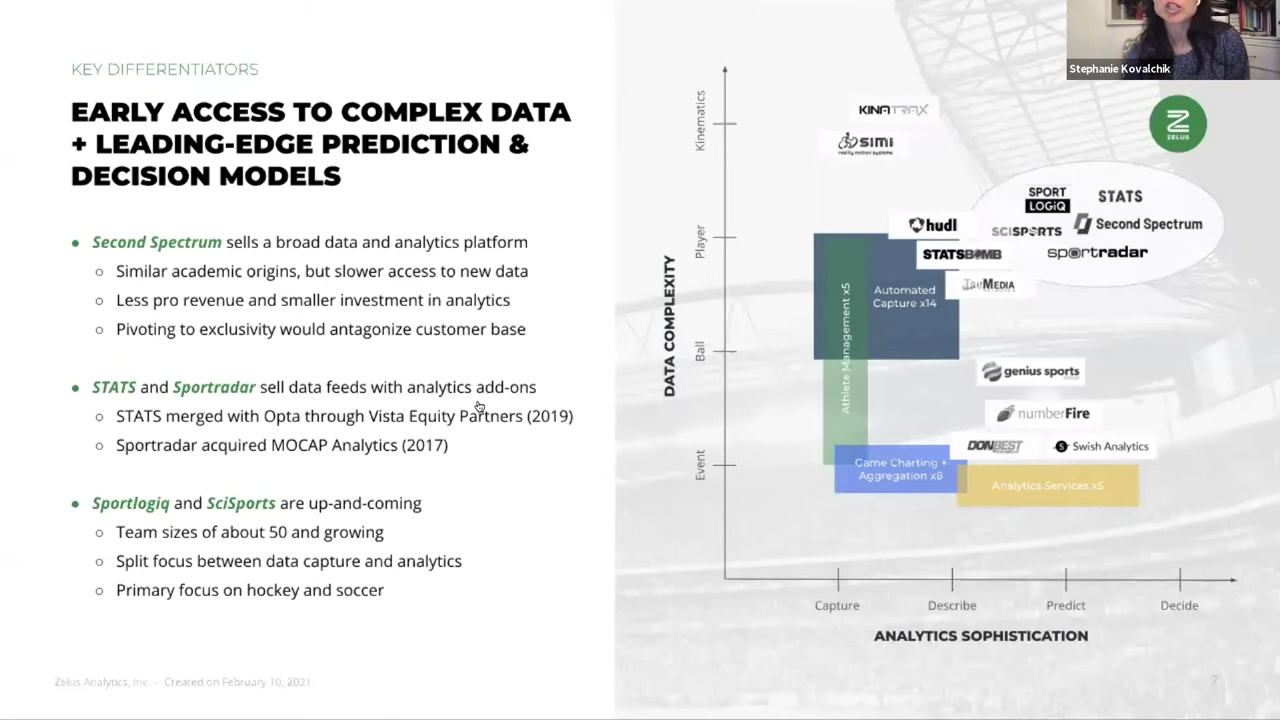 KEY DIFFERENTIATORS
EARLY ACCESS TO COMPLEX DATA
+ LEADING-EDGE PREDICTION &
DECISION MODELS
• Second Spectrum sells a broad data and analytics platform
○ Similar academic origins, but slower access to new data
○ Less pro revenue and smaller investment in analytics
○ Pivoting to exclusivity would antagonize customer base
• STATS and Sportradar sell data feeds with analytics add-ons
○ STATS merged with Opta through Vista Equity Partners (2019)
○ Sportradar acquired MOCAP Analytics (2017)
• Sportlogiq and SciSports are up-and-coming
○ Team sizes of about 50 and growing
○ Split focus between data capture and analytics
○ Primary focus on hockey and soccer
Zelus Analytics, Inc. – Created on February 10, 2021.
Stephanie Kovalchik
DATA COMPLEXITY
Kinematics
Player
Ball
Event
KINATRAX
SIMI
reality motion systems
ZELUS
SPORT
LOGiQ
STATS
hudl
SCISPORTS
Second Spectrum
STATSBOMB
sportradar
TruMEDIA
Automated
Capture x14
Athlete Management x5
genius sports
GROUP
numberFire
DONBEST
Swish Analytics
Game Charting +
Aggregation x8
Analytics Services x5
Capture
Describe
Predict
Decide
ANALYTICS SOPHISTICATION
7